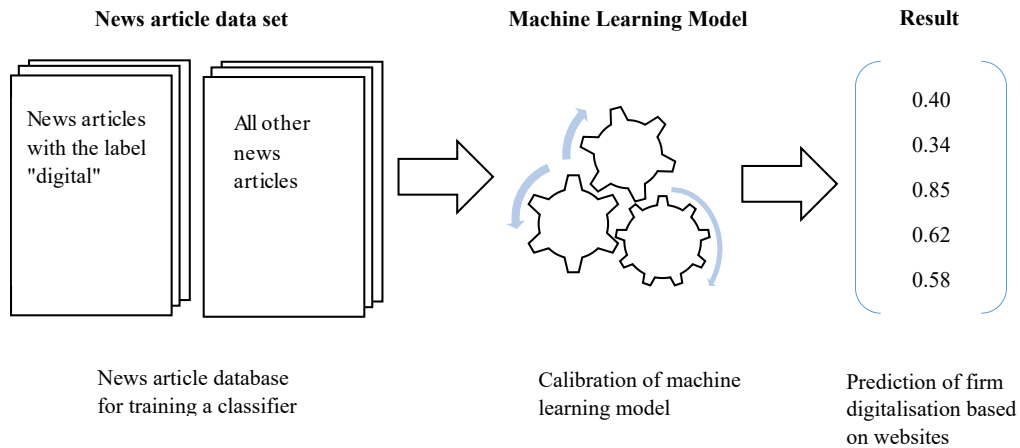 News article data set
Machine Learning Model
Result
News articles
with the label
"digital"
All other
news
articles
0.40
0.34
0.85
0.62
0.58
News article database
for training a classifier
Calibration of machine
learning model
Prediction of firm
digitalisation based
on websites